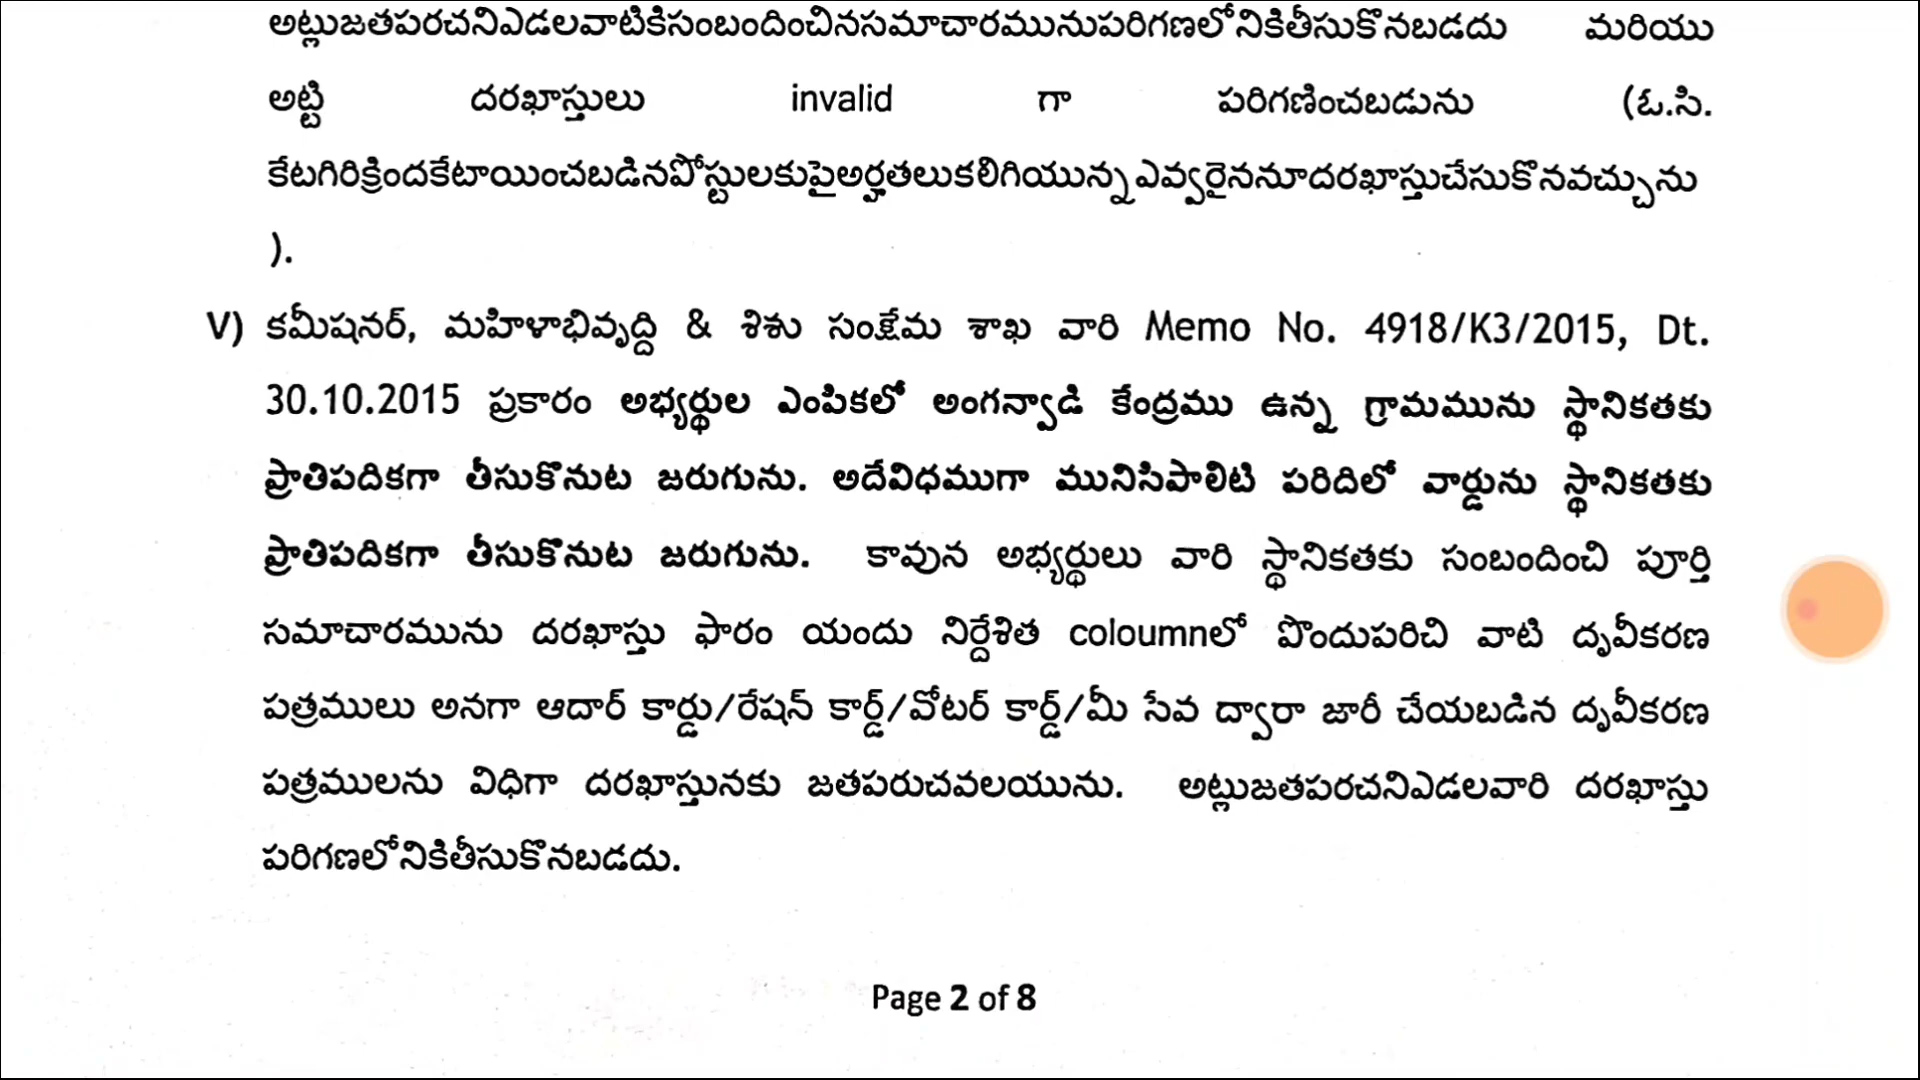 అట్లుజతపరచనిఎడలవాటికిసంబందించినసమాచారమునుపరిగణలోనికితీసుకొనబడదు మరియు
అట్టి దరఖాస్తులు invalid గా పరిగణించబడును (ఓ.సి.
కేటగిరిక్రిందకేటాయించబడినపోస్టులకుపైఅర్హతలుకలిగియున్నఎవ్వరైననూదరఖాస్తుచేసుకొనవచ్చును
).
V) కమీషనర్, మహిళాభివృద్ది & శిశు సంక్షేమ శాఖ వారి Memo No. 4918/K3/2015, Dt.
30.10.2015 ప్రకారం అభ్యర్థుల ఎంపికలో అంగన్వాడి కేంద్రము ఉన్న గ్రామమును స్థానికతకు
ప్రాతిపదికగా తీసుకొనుట జరుగును. అదేవిధముగా మునిసిపాలిటి పరిదిలో వార్డును స్థానికతకు
ప్రాతిపదికగా తీసుకొనుట జరుగును. కావున అభ్యర్థులు వారి స్థానికతకు సంబందించి పూర్తి
సమాచారమును దరఖాస్తు ఫారం యందు నిర్దేశిత coloumnలో పొందుపరిచి వాటి దృవీకరణ
పత్రములు అనగా ఆదార్ కార్డు/రేషన్ కార్డ్/వోటర్ కార్డ్/మీ సేవ ద్వారా జారీ చేయబడిన దృవీకరణ
పత్రములను విధిగా దరఖాస్తునకు జతపరుచవలయును. అట్లుజతపరచనిఎడలవారి దరఖాస్తు
పరిగణలోనికితీసుకొనబడదు.
Page 2 of 8